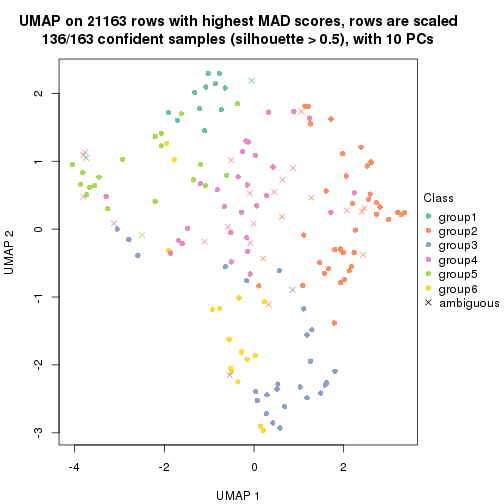 UMAP on 21163 rows with highest MAD scores, rows are scaled
136/163 confident samples (silhouette > 0.5), with 10 PCs
2
1
0
-1
-2
-3
UMAP 2
-4
-2
0
2
UMAP 1
Class
group1
group2
group3
group4
group5
group6
ambiguous